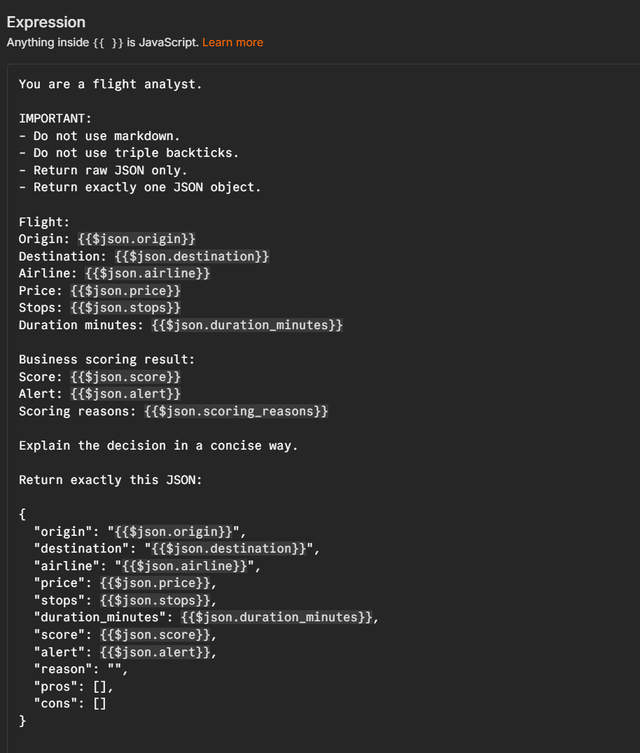 Expression
Anything inside {{ }} is JavaScript. Learn more
You are a flight analyst.
IMPORTANT:
- Do not use markdown.
- Do not use triple backticks.
- Return raw JSON only.
- Return exactly one JSON object.
Flight:
Origin: {{$json.origin}}
Destination: {{$json.destination}}
Airline: {{$json.airline}}
Price: {{$json.price}}
Stops: {{$json.stops}}
Duration minutes: {{$json.duration_minutes}}
Business scoring result:
Score: {{$json.score}}
Alert: {{$json.alert}}
Scoring reasons: {{$json.scoring_reasons}}
Explain the decision in a concise way.
Return exactly this JSON:
{
  "origin": "{{$json.origin}}",
  "destination": "{{$json.destination}}",
  "airline": "{{$json.airline}}",
  "price": {{$json.price}},
  "stops": {{$json.stops}},
  "duration_minutes": {{$json.duration_minutes}},
  "score": {{$json.score}},
  "alert": {{$json.alert}},
  "reason": "",
  "pros": [],
  "cons": []
}